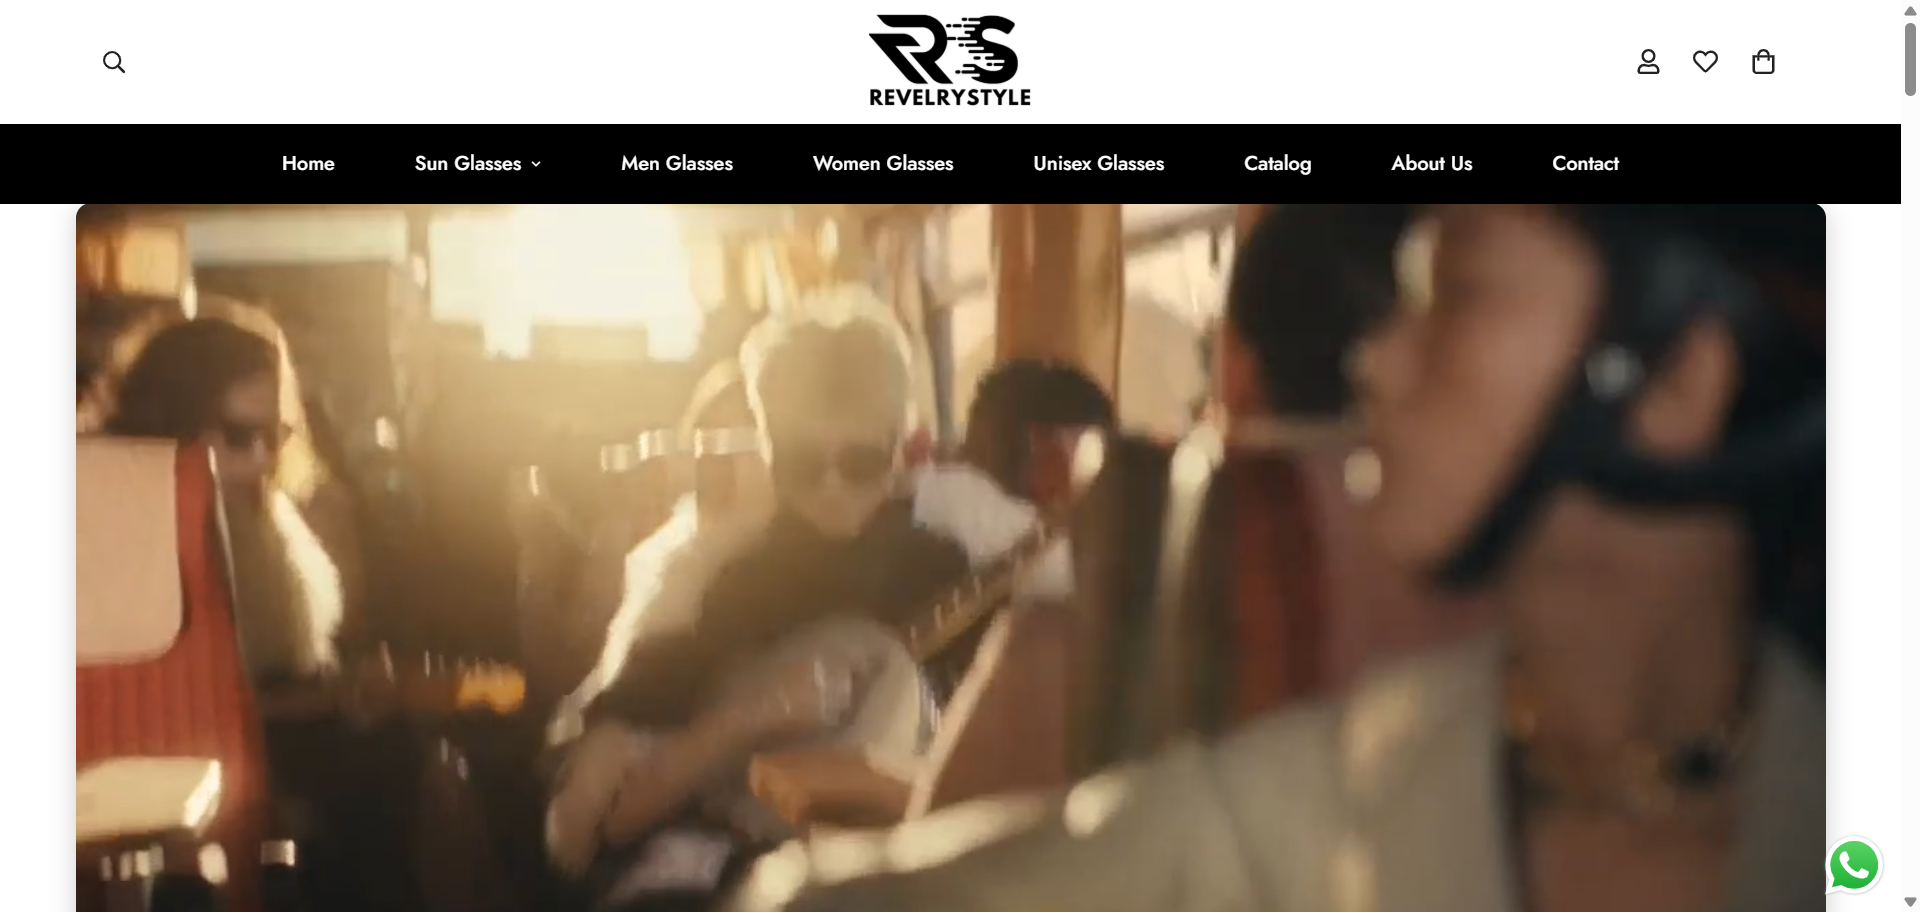 RS
REVELRYSTYLE
Home
Sun Glasses
Men Glasses
Women Glasses
Unisex Glasses
Catalog
About Us
Contact